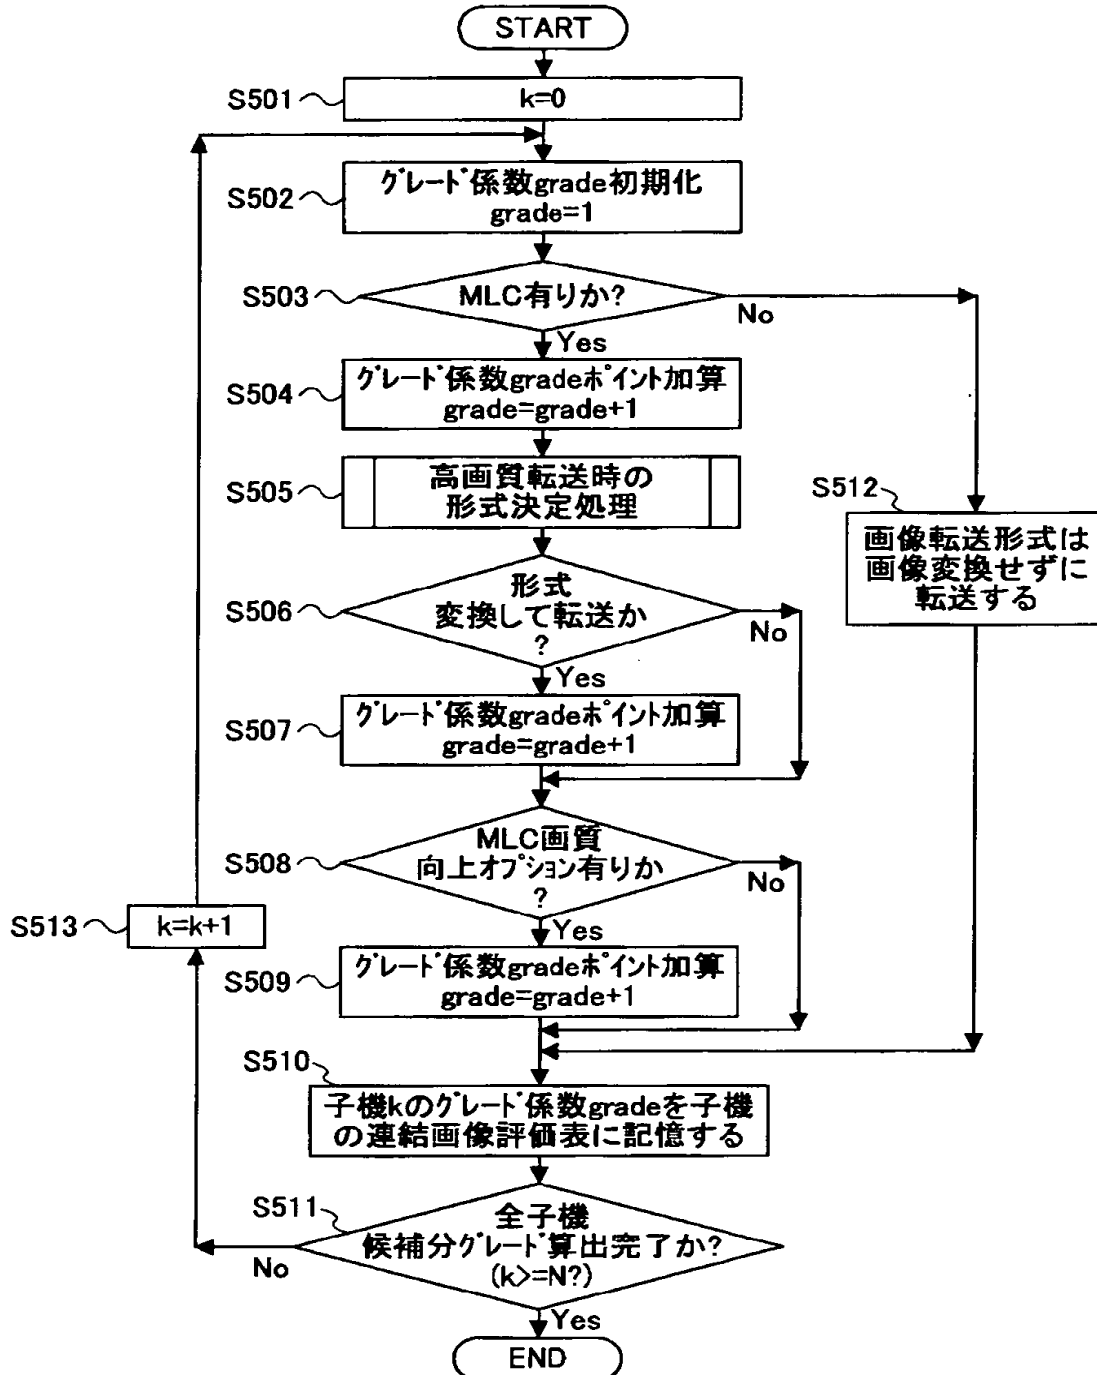 START
S501
k=0
S502
グレード係数grade初期化
grade=1
S503
MLC有りか?
No
Yes
S504
グレード係数gradeポイント加算
grade=grade+1
S505
高画質転送時の
形式決定処理
S512
画像転送形式は
画像変換せずに
転送する
S506
形式
変換して転送か
?
No
Yes
S507
グレード係数gradeポイント加算
grade=grade+1
S508
MLC画質
向上オプション有りか
?
No
Yes
S513
k=k+1
S509
グレード係数gradeポイント加算
grade=grade+1
S510
子機kのグレード係数gradeを子機
の連結画像評価表に記憶する
S511
全子機
候補分グレード算出完了か?
(k>=N?)
No
Yes
END